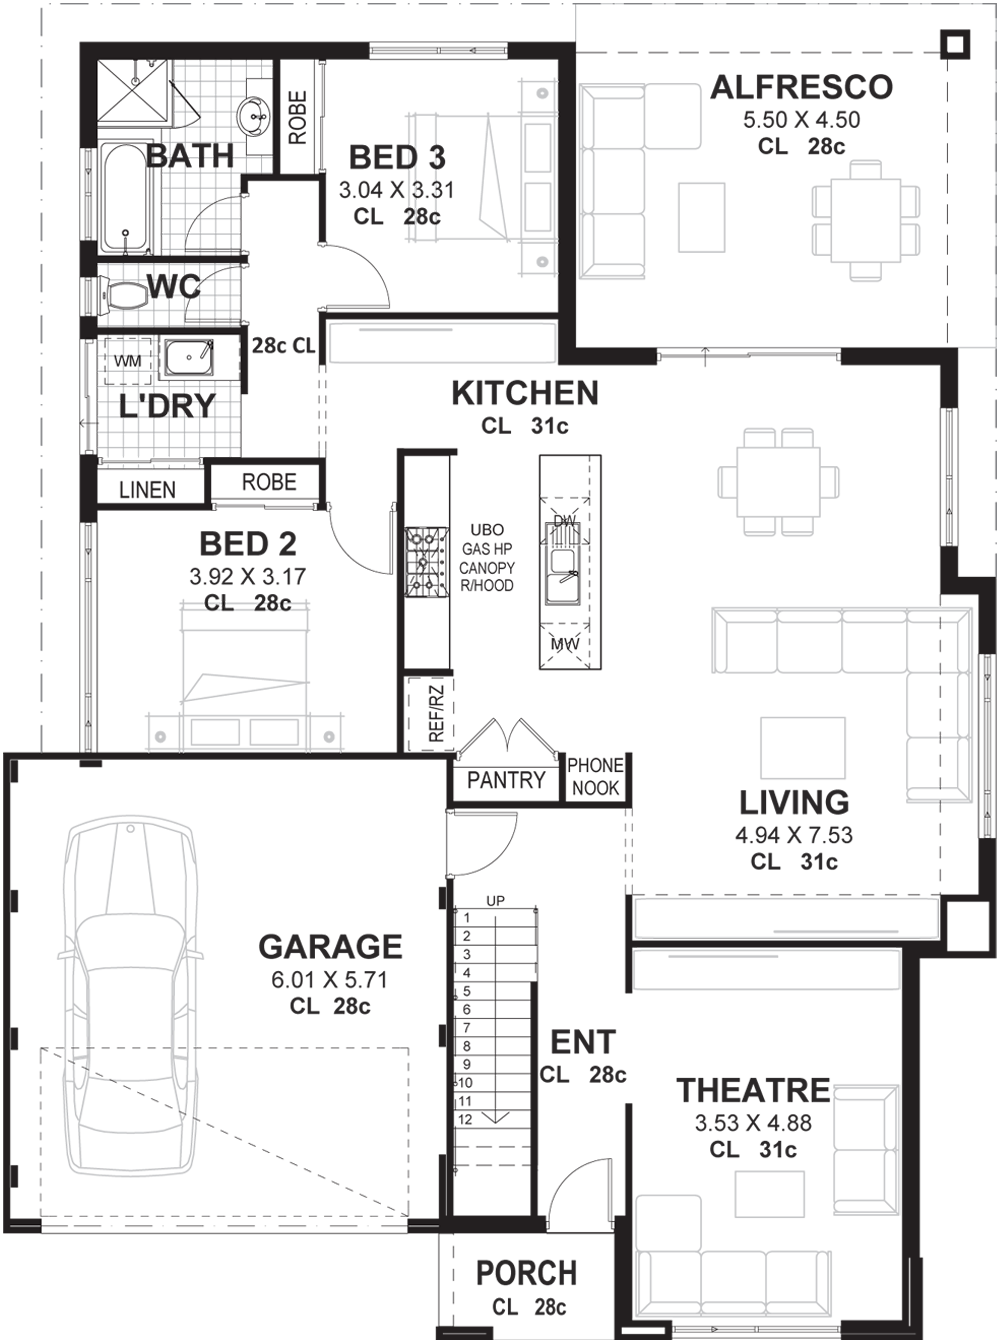 ALFRESCO
5.50 X 4.50
CL 28c
ROBE
BED 3
3.04 X 3.31
CL 28c
BATH
WC
28c CL
WM
L'DRY
KITCHEN
CL 31c
LINEN
ROBE
BED 2
3.92 X 3.17
CL 28c
UBO
GAS HP
CANOPY
R/HOOD
DW
MW
REF/RZ
PANTRY
PHONE
NOOK
LIVING
4.94 X 7.53
CL 31c
GARAGE
6.01 X 5.71
CL 28c
UP
1
2
3
4
5
6
7
8
9
10
11
12
ENT
CL 28c
THEATRE
3.53 X 4.88
CL 31c
PORCH
CL 28c